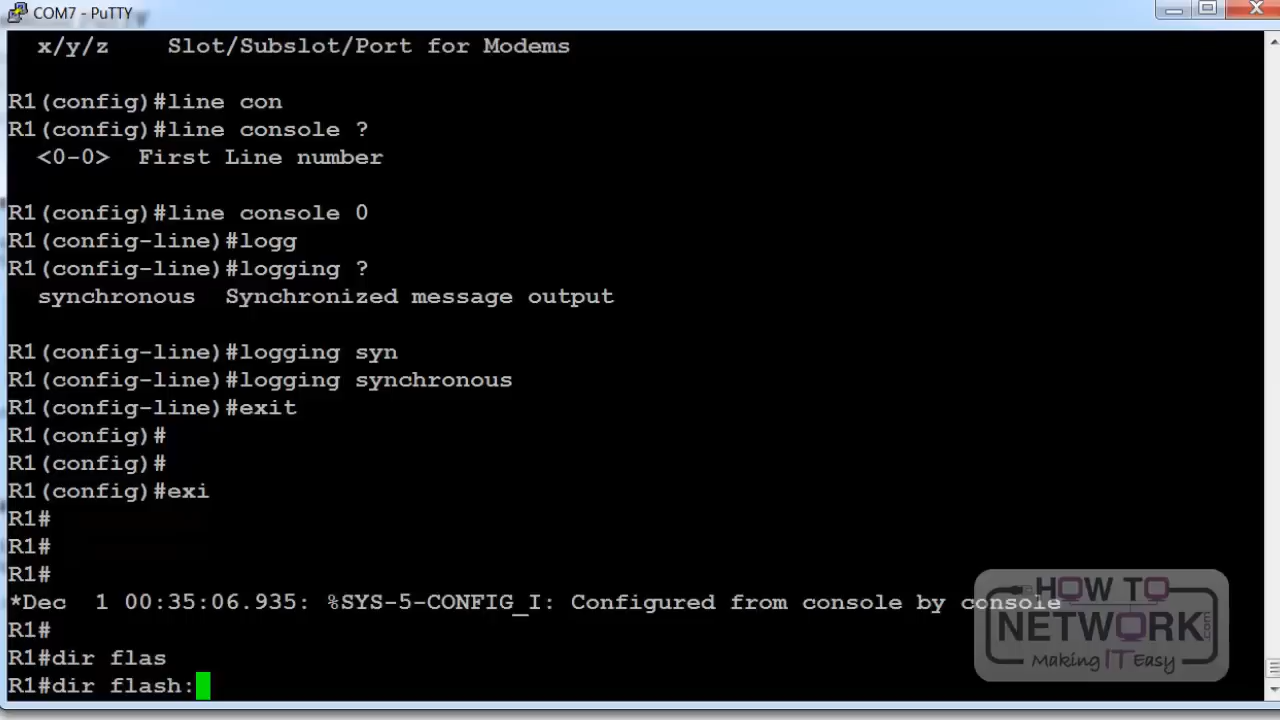 COM7 - PuTTY
x/y/z    Slot/Subslot/Port for Modems
R1(config)#line con
R1(config)#line console ?
<0-0>  First Line number
R1(config)#line console 0
R1(config-line)#logg
R1(config-line)#logging ?
synchronous  Synchronized message output
R1(config-line)#logging syn
R1(config-line)#logging synchronous
R1(config-line)#exit
R1(config)#
R1(config)#
R1(config)#exi
R1#
R1#
R1#
*Dec  1 00:35:06.935: %SYS-5-CONFIG_I: Configured from console by console
R1#
R1#dir flas
R1#dir flash:
HOW TO
NETWORK.com
Making IT Easy